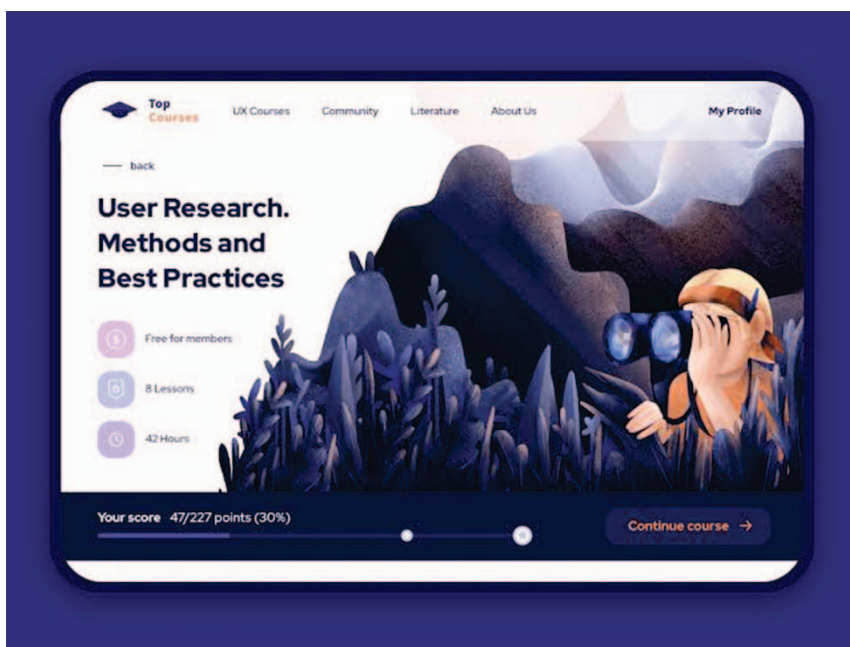 Top
Courses
UX Courses Community Literature About Us My Profile
back
User Research.
Methods and
Best Practices
Free for members
8 Lessons
42 Hours
Your score 47/227 points (30%)
Continue course →